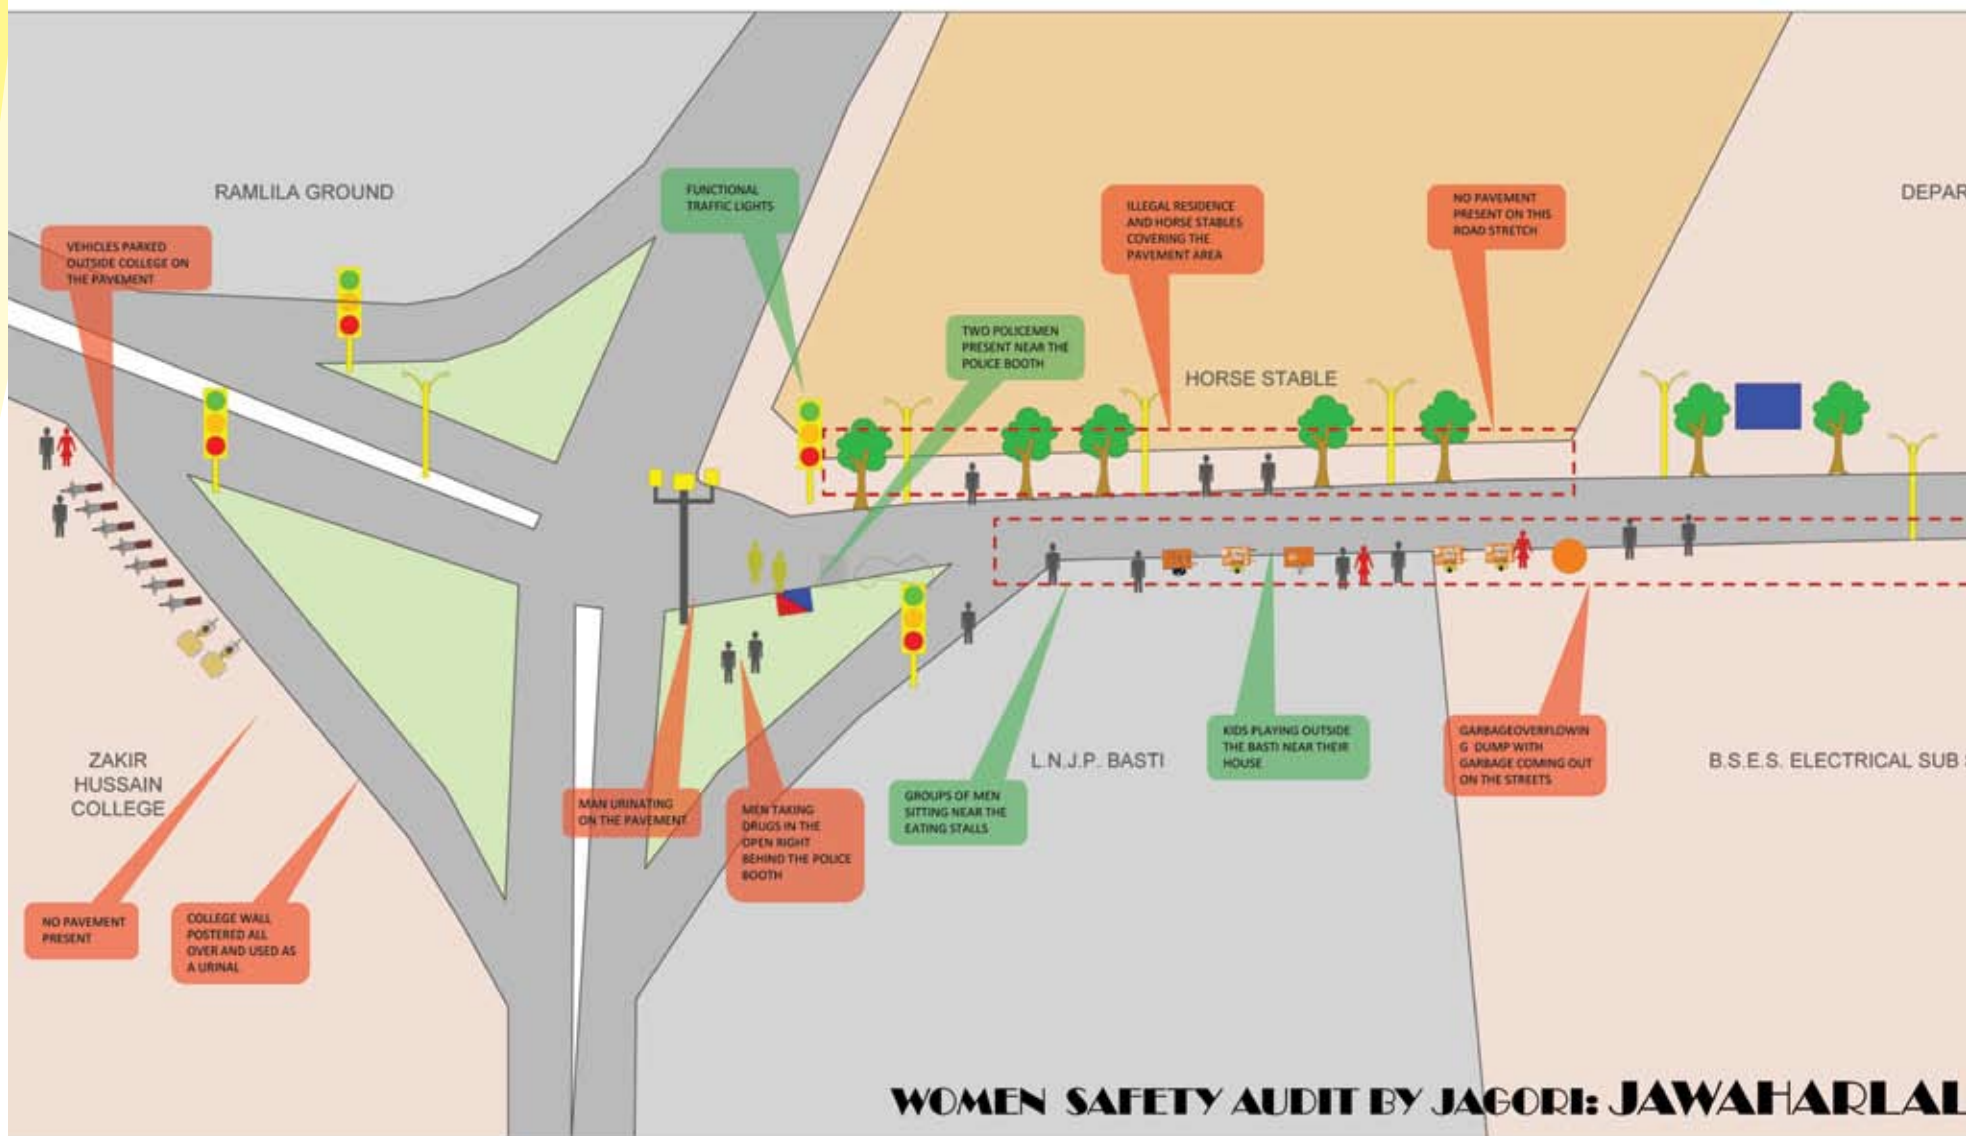 RAMLILA GROUND
DEPAR
FUNCTIONAL
TRAFFIC LIGHTS
ILLEGAL RESIDENCE
AND HORSE STABLES
COVERING THE
PAVEMENT AREA
NO PAVEMENT
PRESENT ON THIS
ROAD STRETCH
VEHICLES PARKED
OUTSIDE COLLEGE ON
THE PAVEMENT
TWO POLICEMEN
PRESENT NEAR THE
POLICE BOOTH
HORSE STABLE
ZAKIR
HUSSAIN
COLLEGE
L.N.J.P. BASTI
KIDS PLAYING OUTSIDE
THE BASTI NEAR THEIR
HOUSE
GARBAGEOVERFLOWIN
G DUMP WITH
GARBAGE COMING OUT
ON THE STREETS
B.S.E.S. ELECTRICAL SUB
MAN URINATING
ON THE PAVEMENT
MEN TAKING
DRUGS IN THE
OPEN RIGHT
BEHIND THE POLICE
BOOTH
GROUPS OF MEN
SITTING NEAR THE
EATING STALLS
NO PAVEMENT
PRESENT
COLLEGE WALL
POSTERED ALL
OVER AND USED AS
A URINAL
WOMEN SAFETY AUDIT BY JAGORI: JAWAHARLAL